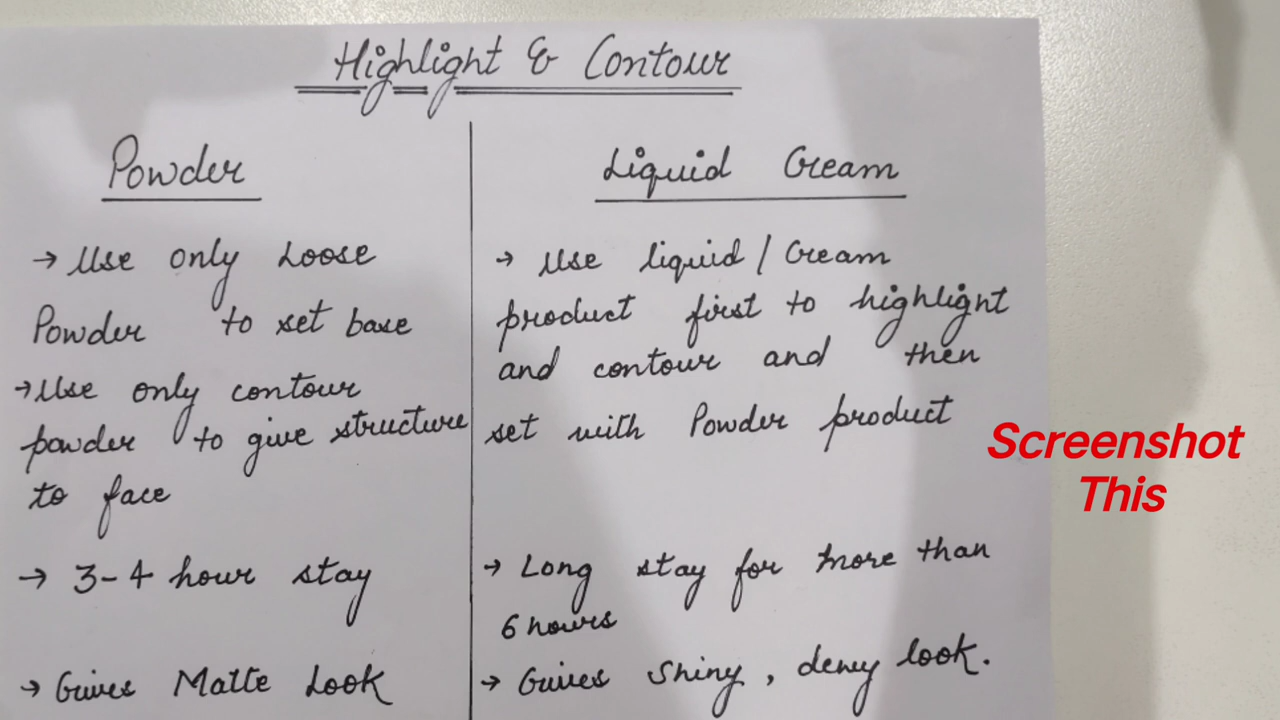 Highlight & Contour
Powder
→ Use only Loose
Powder to set base
→ Use only contour
powder to give structure
to face
→ 3-4 hour stay
→ Gives Matte Look
Liquid Cream
→ Use liquid / Cream
product first to highlight
and contour and then
set with Powder product
→ Long stay for more than
6 hours
→ Gives Shiny, dewy look.
Screenshot
This